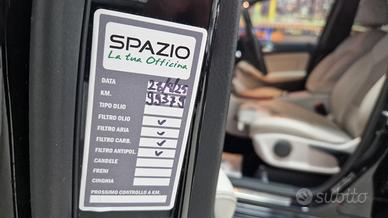 SPAZIO
La tua Officina
DATA
KM.
TIPO OLIO
FILTRO OLIO
FILTRO ARIA
FILTRO CARB.
FILTRO ANTIPOL.
CANDELE
FRENI
CINGHIA
PROSSIMO CONTROLLO A KM.
subito